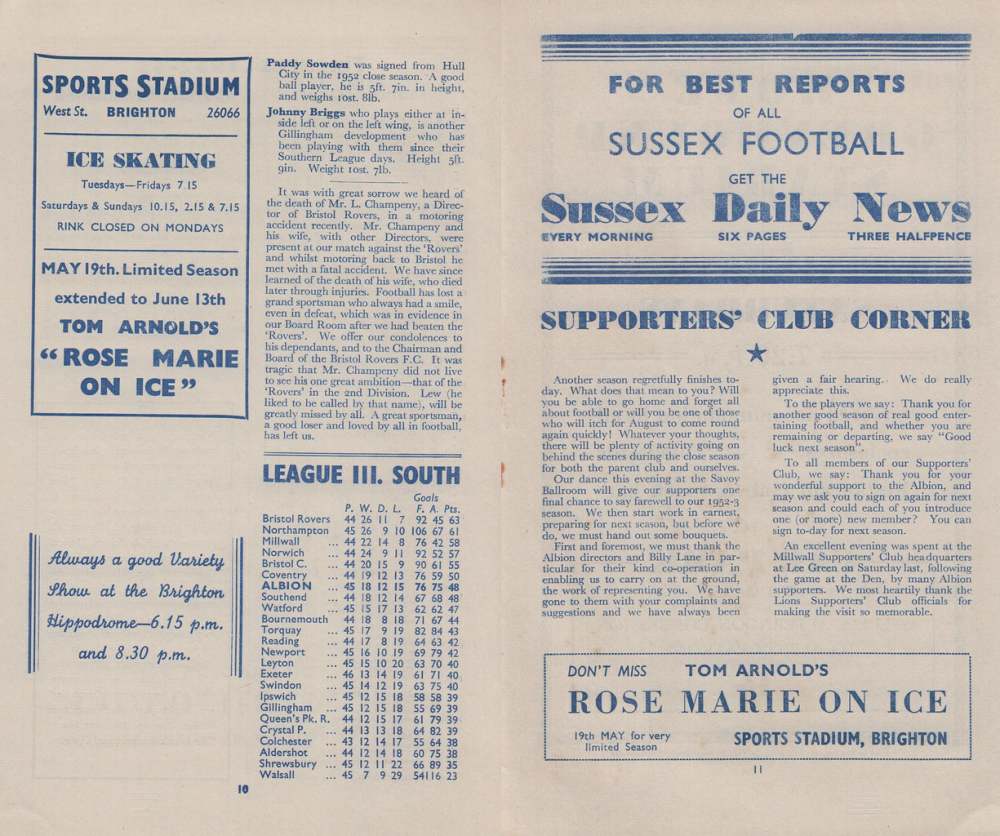 SPORTS STADIUM
West St. BRIGHTON 26066
ICE SKATING
Tuesdays—Fridays 7.15
Saturdays & Sundays 10.15, 2.15 & 7.15
RINK CLOSED ON MONDAYS
MAY 19th. Limited Season
extended to June 13th
TOM ARNOLD'S
“ROSE MARIE
ON ICE”
Always a good Variety
Show at the Brighton
Hippodrome—6.15 p.m.
and 8.30 p.m.
Paddy Sowden was signed from Hull
City in the 1952 close season. A good
ball player, he is 5ft. 7in. in height,
and weighs 10st. 8lb.
Johnny Briggs who plays either at in-
side left or on the left wing, is another
Gillingham development who has
been playing with them since their
Southern League days. Height 5ft.
9in. Weight 10st. 7lb.
It was with great sorrow we heard of
the death of Mr. L. Champeny, a Direc-
tor of Bristol Rovers, in a motoring
accident recently. Mr. Champeny and
his wife, with other Directors, were
present at our match against the 'Rovers'
and whilst motoring back to Bristol he
met with a fatal accident. We have since
learned of the death of his wife, who died
later through injuries. Football has lost a
grand sportsman who always had a smile,
even in defeat, which was in evidence in
our Board Room after we had beaten the
'Rovers'. We offer our condolences to
his dependants, and to the Chairman and
Board of the Bristol Rovers F.C. It was
tragic that Mr. Champeny did not live
to see his one great ambition—that of the
'Rovers' in the 2nd Division. Lew (he
liked to be called by that name), will be
greatly missed by all. A great sportsman,
a good loser and loved by all in football,
has left us.
LEAGUE III. SOUTH
Goals
P. W. D. L. F. A. Pts.
Bristol Rovers 44 26 11 7 92 45 63
Northampton 45 26 9 10 106 67 61
Millwall ... 44 22 14 8 76 42 58
Norwich ... 44 24 9 11 92 52 57
Bristol C. ... 44 20 15 9 90 61 55
Coventry ... 44 19 12 13 76 59 50
ALBION ... 45 18 12 15 76 75 48
Southend ... 44 18 12 14 67 68 48
Watford ... 45 15 17 13 62 62 47
Bournemouth 44 18 8 18 71 67 44
Torquay ... 45 17 9 19 82 84 43
Reading ... 44 17 8 19 64 63 42
Newport ... 45 16 10 19 69 79 42
Leyton ... 45 15 10 20 63 70 40
Exeter ... 46 13 14 19 61 71 40
Swindon ... 45 14 12 19 63 75 40
Ipswich ... 45 12 15 18 58 58 39
Gillingham ... 45 12 15 18 55 69 39
Queen's Pk. R. 44 12 15 17 61 79 39
Crystal P. ... 44 13 13 18 64 82 39
Colchester ... 43 12 14 17 55 64 38
Aldershot ... 44 12 14 18 60 75 38
Shrewsbury ... 45 12 11 22 66 89 35
Walsall ... 45 7 9 29 54 116 23
10
FOR BEST REPORTS
OF ALL
SUSSEX FOOTBALL
GET THE
Sussex Daily News
EVERY MORNING SIX PAGES THREE HALFPENCE
SUPPORTERS' CLUB CORNER
Another season regretfully finishes to-
day. What does that mean to you? Will
you be able to go home and forget all
about football or will you be one of those
who will itch for August to come round
again quickly! Whatever your thoughts,
there will be plenty of activity going on
behind the scenes during the close season
for both the parent club and ourselves.
Our dance this evening at the Savoy
Ballroom will give our supporters one
final chance to say farewell to our 1952-3
season. We then start work in earnest,
preparing for next season, but before we
do, we must hand out some bouquets.
First and foremost, we must thank the
Albion directors and Billy Lane in par-
ticular for their kind co-operation in
enabling us to carry on at the ground,
the work of representing you. We have
gone to them with your complaints and
suggestions and we have always been
given a fair hearing. We do really
appreciate this.
To the players we say: Thank you for
another good season of real good enter-
taining football, and whether you are
remaining or departing, we say “Good
luck next season”.
To all members of our Supporters'
Club, we say: Thank you for your
wonderful support to the Albion, and
may we ask you to sign on again for next
season and could each of you introduce
one (or more) new member? You can
sign to-day for next season.
An excellent evening was spent at the
Millwall Supporters' Club headquarters
at Lee Green on Saturday last, following
the game at the Den, by many Albion
supporters. We most heartily thank the
Lions Supporters' Club officials for
making the visit so memorable.
DON'T MISS TOM ARNOLD'S
ROSE MARIE ON ICE
19th MAY for very
limited Season
SPORTS STADIUM, BRIGHTON
11